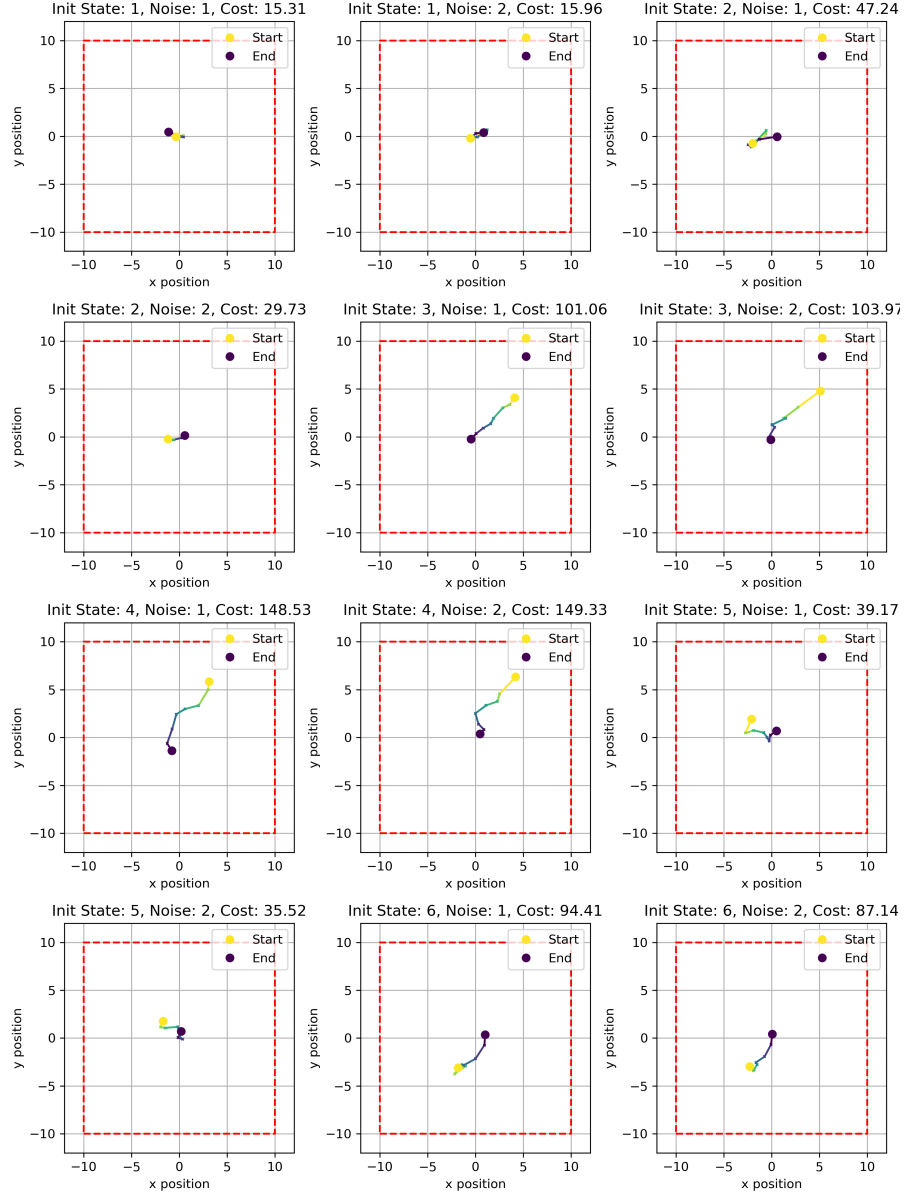 Init State: 1, Noise: 1, Cost: 15.31
Init State: 1, Noise: 2, Cost: 15.96
Init State: 2, Noise: 1, Cost: 47.24
10
5
0
−5
−10
y position
Start
End
−10 −5 0 5 10
x position
10
5
0
−5
−10
y position
Start
End
−10 −5 0 5 10
x position
10
5
0
−5
−10
y position
Start
End
−10 −5 0 5 10
x position
Init State: 2, Noise: 2, Cost: 29.73
Init State: 3, Noise: 1, Cost: 101.06
Init State: 3, Noise: 2, Cost: 103.97
10
5
0
−5
−10
y position
Start
End
−10 −5 0 5 10
x position
10
5
0
−5
−10
y position
Start
End
−10 −5 0 5 10
x position
10
5
0
−5
−10
y position
Start
End
−10 −5 0 5 10
x position
Init State: 4, Noise: 1, Cost: 148.53
Init State: 4, Noise: 2, Cost: 149.33
Init State: 5, Noise: 1, Cost: 39.17
10
5
0
−5
−10
y position
Start
End
−10 −5 0 5 10
x position
10
5
0
−5
−10
y position
Start
End
−10 −5 0 5 10
x position
10
5
0
−5
−10
y position
Start
End
−10 −5 0 5 10
x position
Init State: 5, Noise: 2, Cost: 35.52
Init State: 6, Noise: 1, Cost: 94.41
Init State: 6, Noise: 2, Cost: 87.14
10
5
0
−5
−10
y position
Start
End
−10 −5 0 5 10
x position
10
5
0
−5
−10
y position
Start
End
−10 −5 0 5 10
x position
10
5
0
−5
−10
y position
Start
End
−10 −5 0 5 10
x position